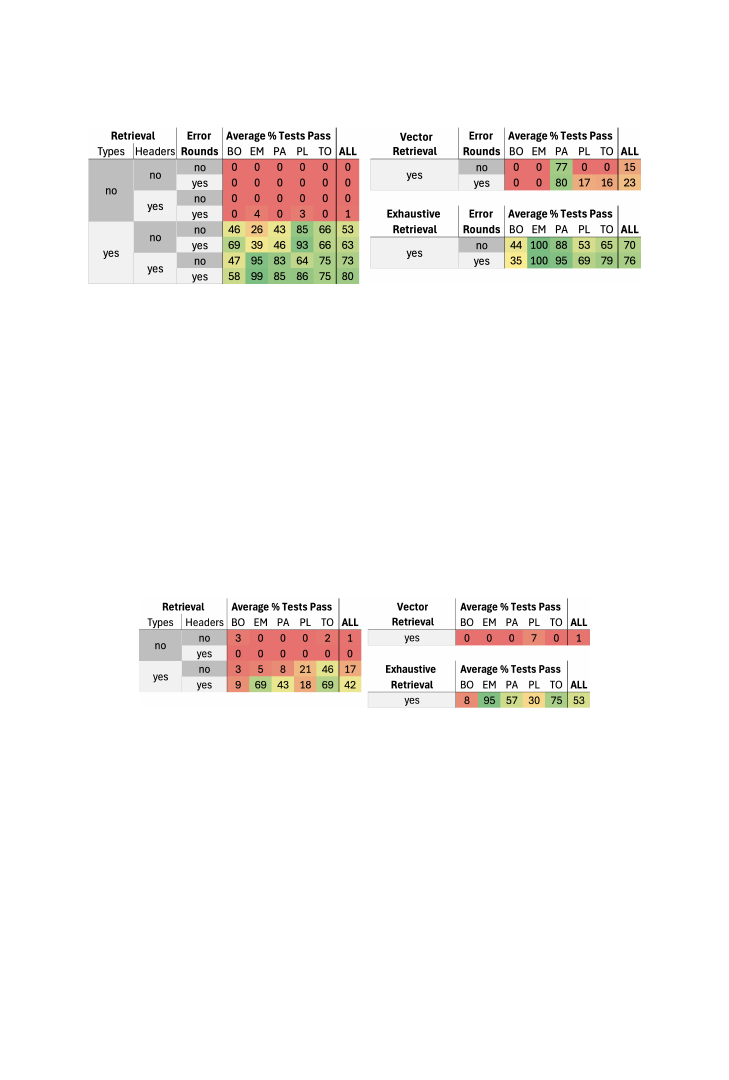 Retrieval Error Average % Tests Pass
Types Headers Rounds BO EM PA PL TO ALL
no no no 0 0 0 0 0 0
yes 0 0 0 0 0 0
yes no 0 0 0 0 0 0
yes 0 4 0 3 0 1
yes no no 46 26 43 85 66 53
yes 69 39 46 93 66 63
yes no 47 95 83 64 75 73
yes 58 99 85 86 75 80
Vector Error Average % Tests Pass
Retrieval Rounds BO EM PA PL TO ALL
yes no 0 0 77 0 0 15
yes 0 0 80 17 16 23
Exhaustive Error Average % Tests Pass
Retrieval Rounds BO EM PA PL TO ALL
yes no 44 100 88 53 65 70
yes 35 100 95 69 79 76
Retrieval Average % Tests Pass
Types Headers BO EM PA PL TO ALL
no no 3 0 0 0 2 1
yes 0 0 0 0 0 0
yes no 3 5 8 21 46 17
yes 9 69 43 18 69 42
Vector Average % Tests Pass
Retrieval BO EM PA PL TO ALL
yes 0 0 0 7 0 1
Exhaustive Average % Tests Pass
Retrieval BO EM PA PL TO ALL
yes 8 95 57 30 75 53